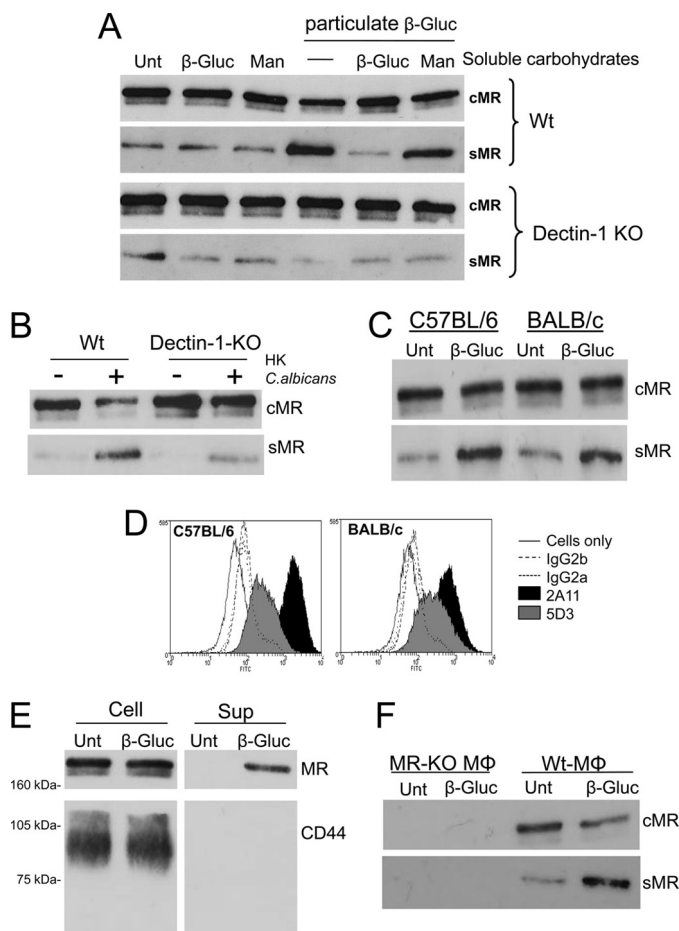 A
particulate β-Gluc
Unt β-Gluc Man — β-Gluc Man Soluble carbohydrates
cMR
Wt
sMR
cMR
Dectin-1 KO
sMR
B
Wt Dectin-1-KO
HK
- + - + C.albicans
cMR
sMR
C
C57BL/6 BALB/c
Unt β-Gluc Unt β-Gluc
cMR
sMR
D
C57BL/6
BALB/c
FITC
FITC
Cells only
IgG2b
IgG2a
2A11
5D3
E
Cell Sup
Unt β-Gluc Unt β-Gluc
MR
160 kDa-
105 kDa-
CD44
75 kDa-
F
MR-KO MΦ Wt-MΦ
Unt β-Gluc Unt β-Gluc
cMR
sMR